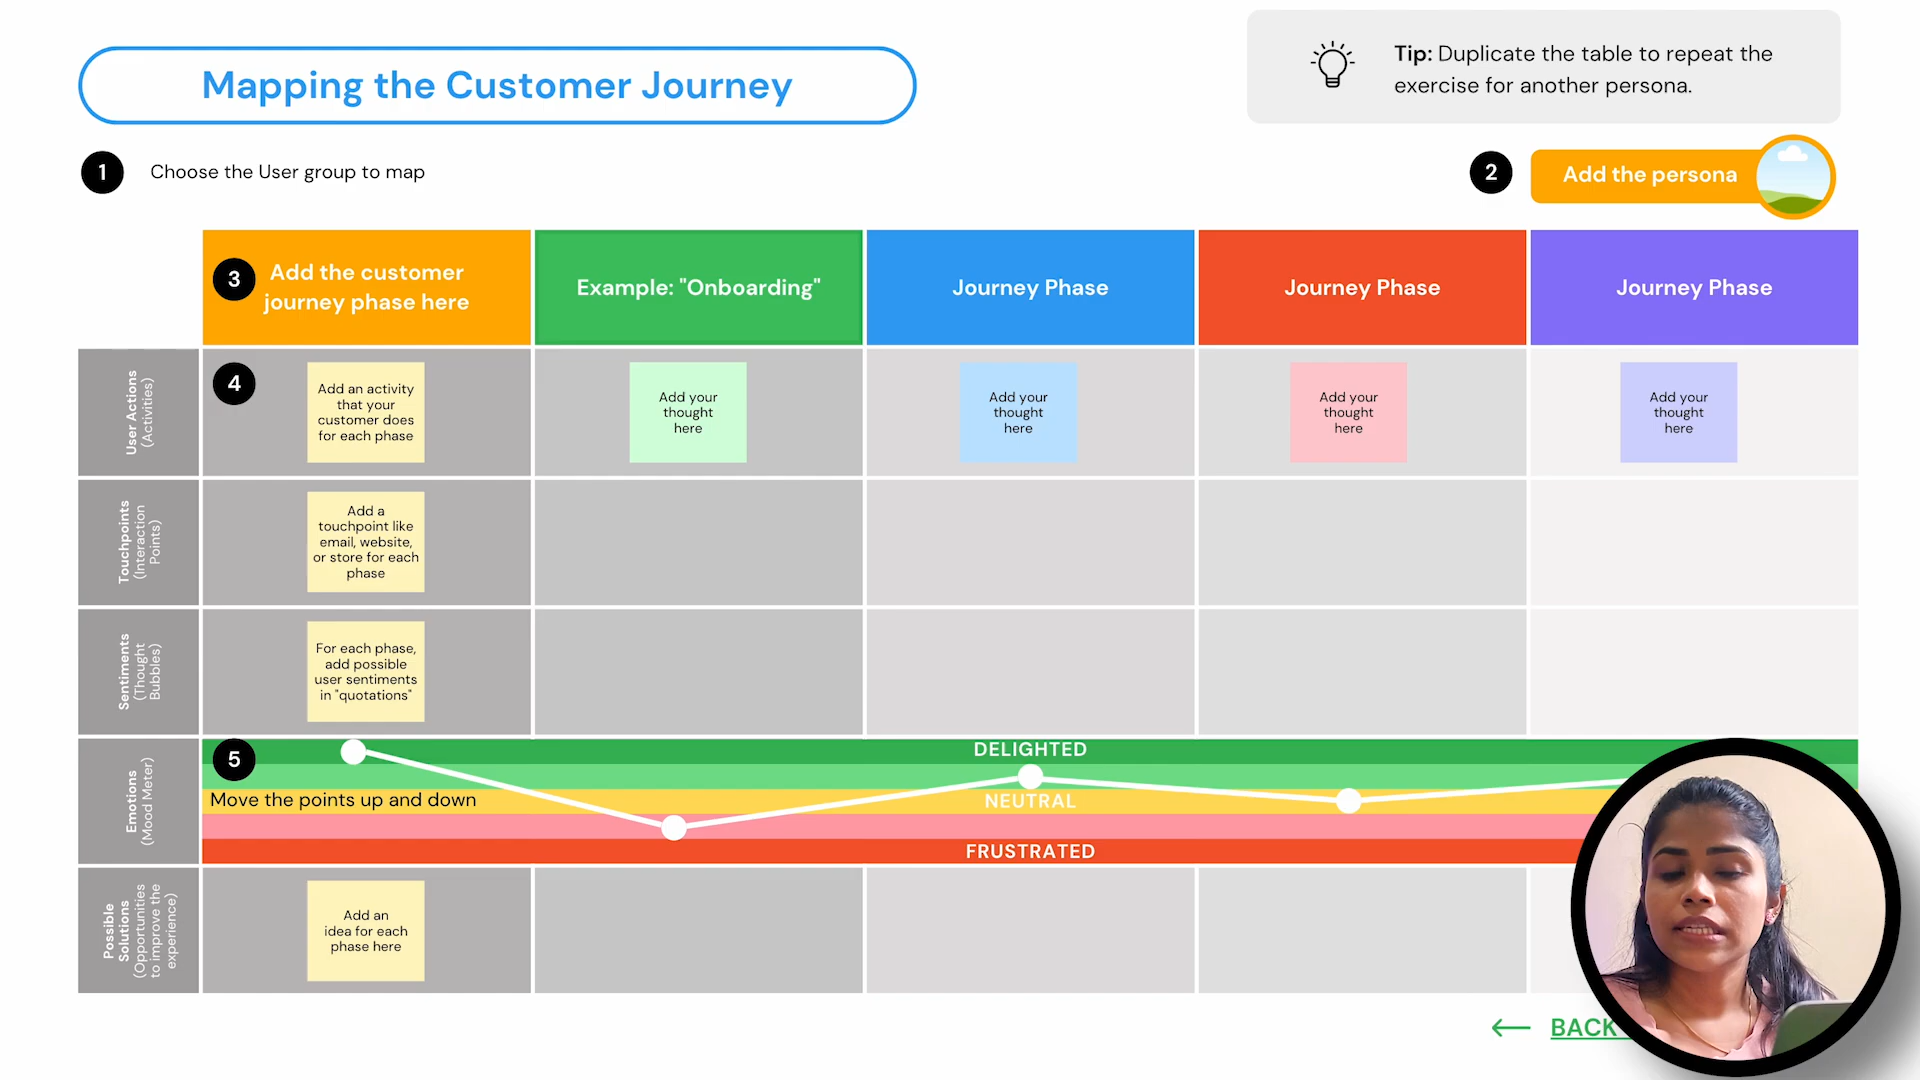 Mapping the Customer Journey
Tip: Duplicate the table to repeat the
exercise for another persona.
1
Choose the User group to map
2
Add the persona
3
Add the customer
journey phase here
Example: "Onboarding"
Journey Phase
Journey Phase
Journey Phase
User Actions
(Activities)
4
Add an activity
that your
customer does
for each phase
Add your
thought
here
Add your
thought
here
Add your
thought
here
Add your
thought
here
Touchpoints
(Interaction
Points)
Add a
touchpoint like
email, website,
or store for each
phase
Sentiments
(Thought
Bubbles)
For each phase,
add possible
user sentiments
in "quotations"
Emotions
(Mood Meter)
5
DELIGHTED
Move the points up and down
NEUTRAL
FRUSTRATED
Possible
Solutions
(Opportunities
to improve the
experience)
Add an
idea for each
phase here
BACK